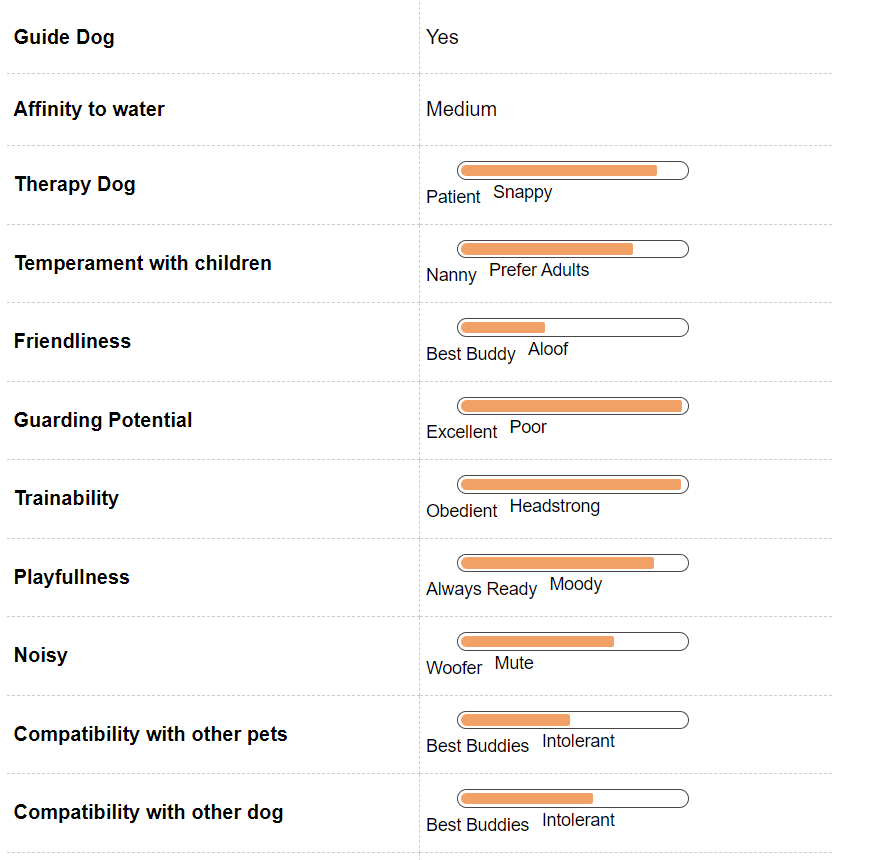 Guide Dog Yes
Affinity to water Medium
Therapy Dog Patient Snappy
Temperament with children Nanny Prefer Adults
Friendliness Best Buddy Aloof
Guarding Potential Excellent Poor
Trainability Obedient Headstrong
Playfullness Always Ready Moody
Noisy Woofer Mute
Compatibility with other pets Best Buddies Intolerant
Compatibility with other dog Best Buddies Intolerant